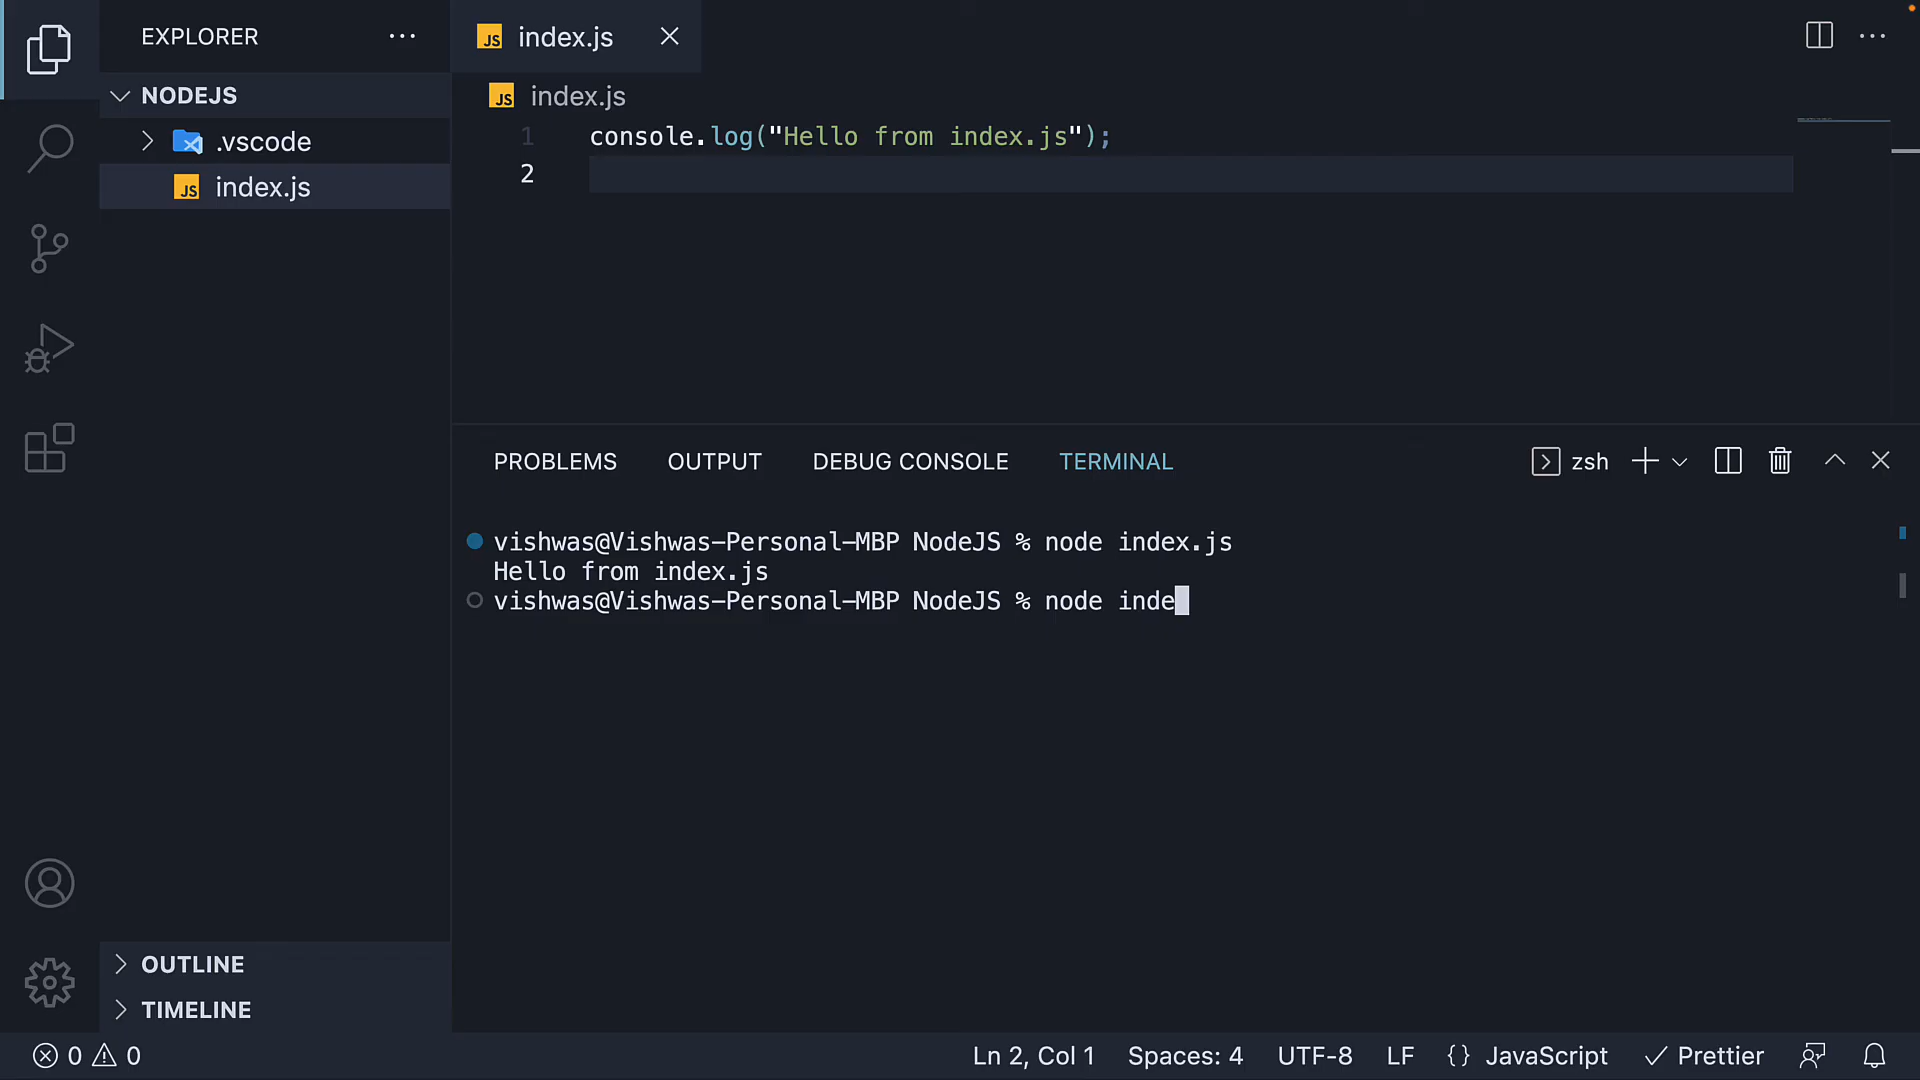 EXPLORER
JS index.js
NODEJS
.vscode
JS index.js
JS index.js
1 console.log("Hello from index.js");
2
PROBLEMS OUTPUT DEBUG CONSOLE TERMINAL zsh
vishwas@Vishwas-Personal-MBP NodeJS % node index.js
Hello from index.js
vishwas@Vishwas-Personal-MBP NodeJS % node inde
OUTLINE
TIMELINE
0 0 Ln 2, Col 1 Spaces: 4 UTF-8 LF {} JavaScript Prettier